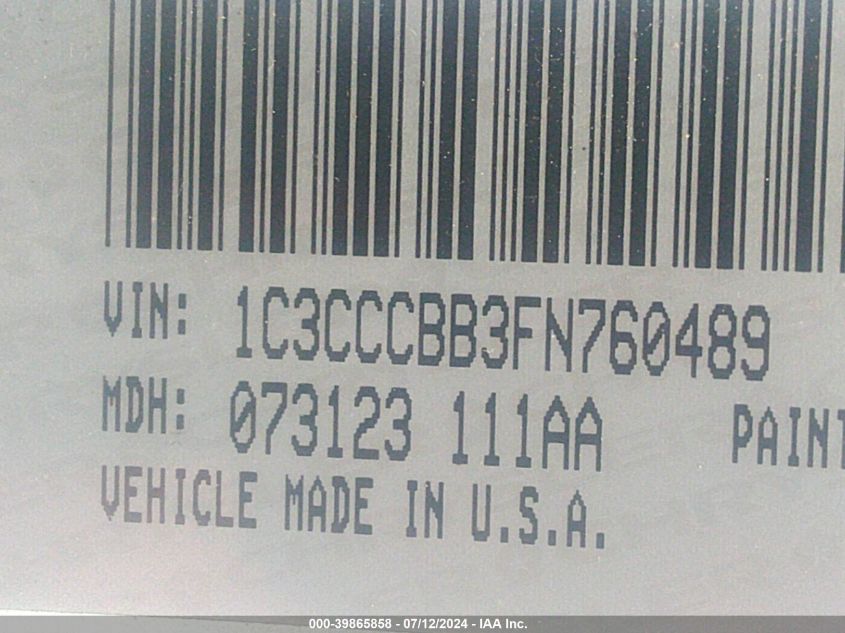 VIN: 1C3CCCBB3FN760489
MDH: 073123 111AA PAINT
VEHICLE MADE IN U.S.A.
000-39865858 - 07/12/2024 - IAA Inc.